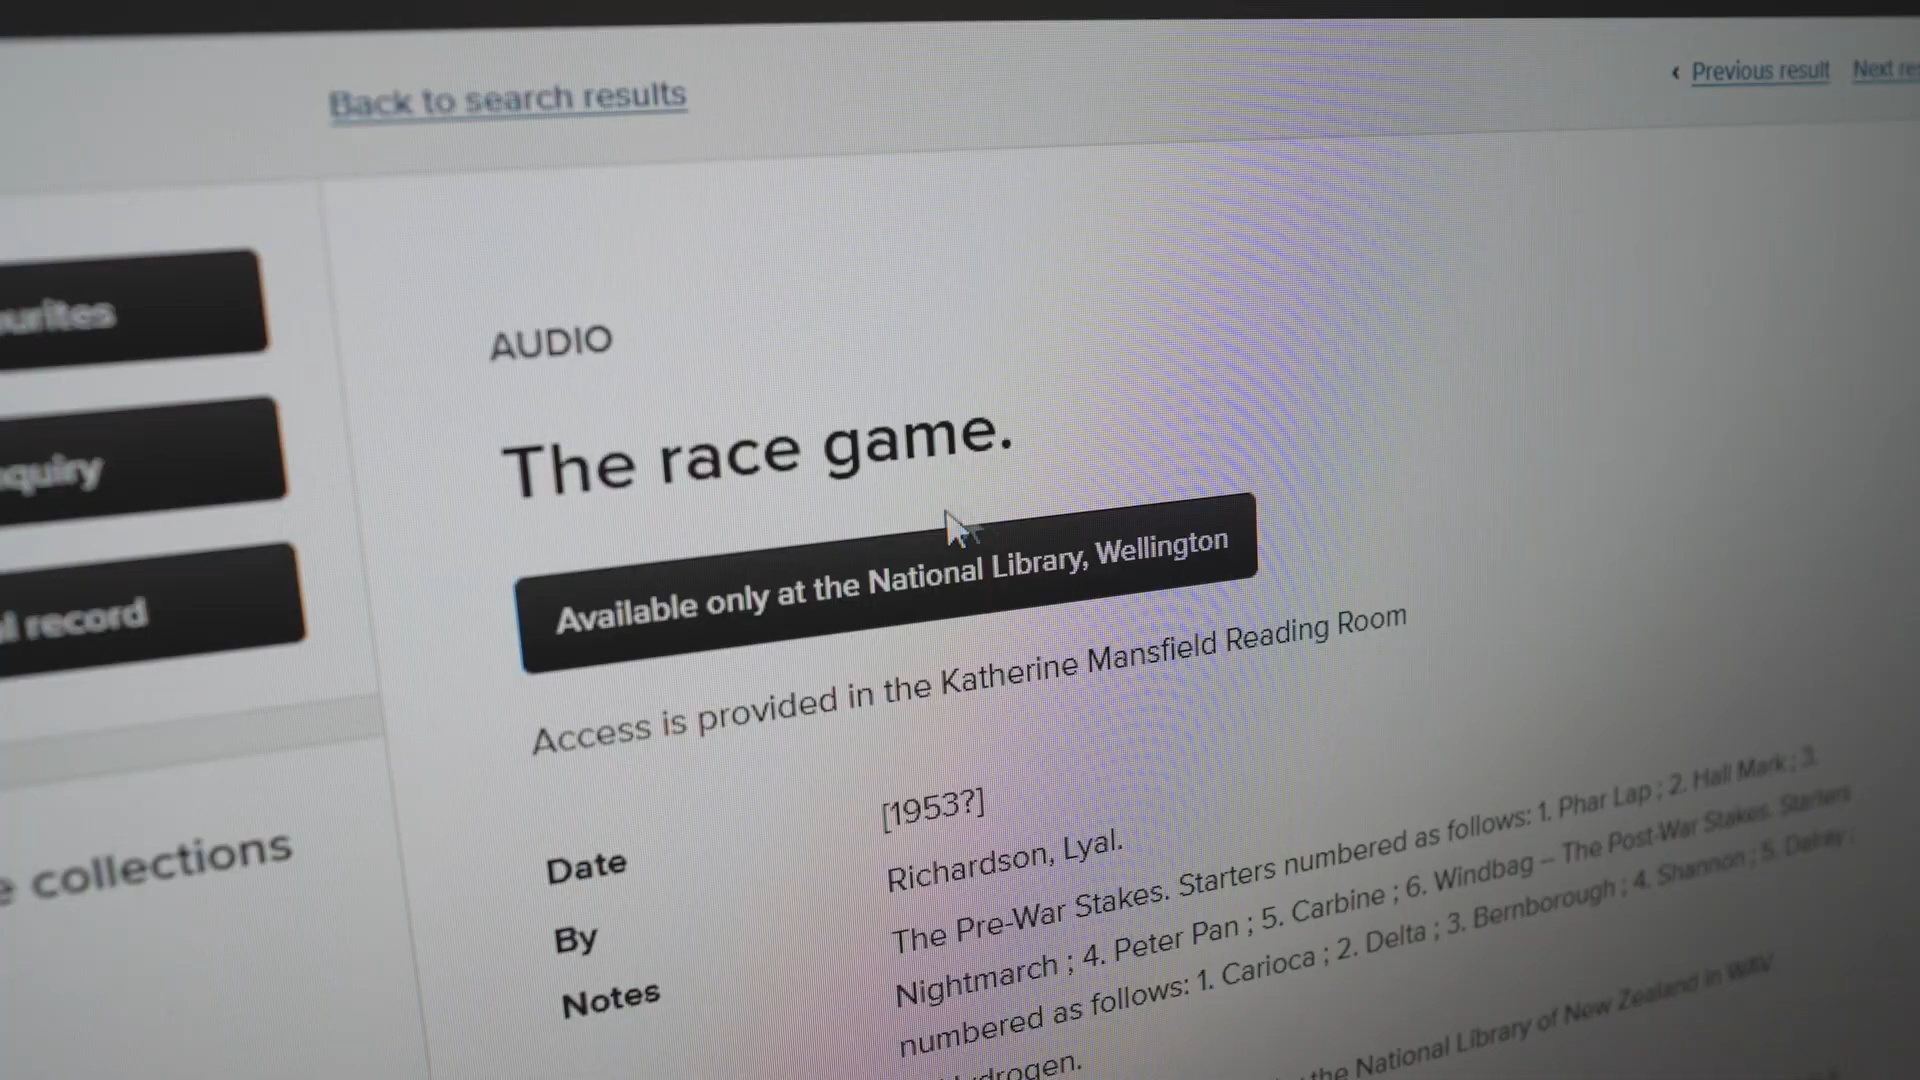 Back to search results
‹ Previous result Next
AUDIO
The race game.
Available only at the National Library, Wellington
Access is provided in the Katherine Mansfield Reading Room
record
collections
Date
[1953?]
By
Richardson, Lyal.
Notes
The Pre-War Stakes. Starters numbered as follows: 1. Phar Lap ; 2. Hall Mark ; 3.
Nightmarch ; 4. Peter Pan ; 5. Carbine ; 6. Windbag – The Post-War Stakes. Starters
numbered as follows: 1. Carioca ; 2. Delta ; 3. Bernborough ; 4. Shannon ; 5. Delray ;
the National Library of New Zealand in WAV